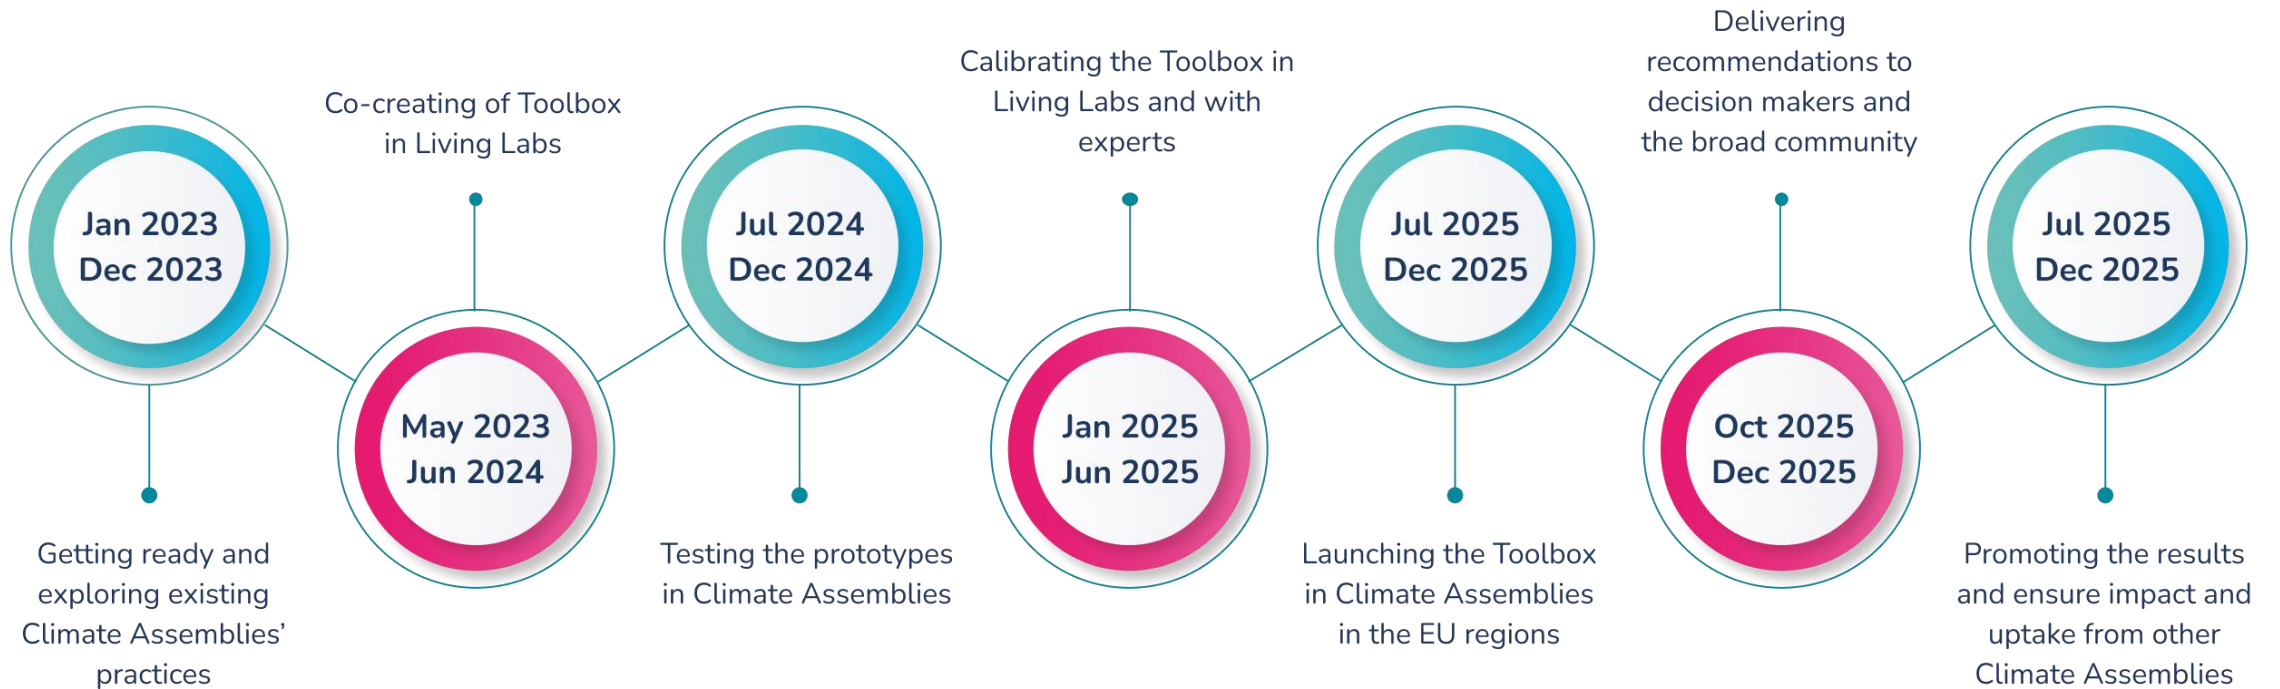 Jan 2023
Dec 2023
Getting ready and
exploring existing
Climate Assemblies’
practices
Co-creating of Toolbox
in Living Labs
May 2023
Jun 2024
Jul 2024
Dec 2024
Testing the prototypes
in Climate Assemblies
Calibrating the Toolbox in
Living Labs and with
experts
Jan 2025
Jun 2025
Jul 2025
Dec 2025
Launching the Toolbox
in Climate Assemblies
in the EU regions
Delivering
recommendations to
decision makers and
the broad community
Oct 2025
Dec 2025
Jul 2025
Dec 2025
Promoting the results
and ensure impact and
uptake from other
Climate Assemblies